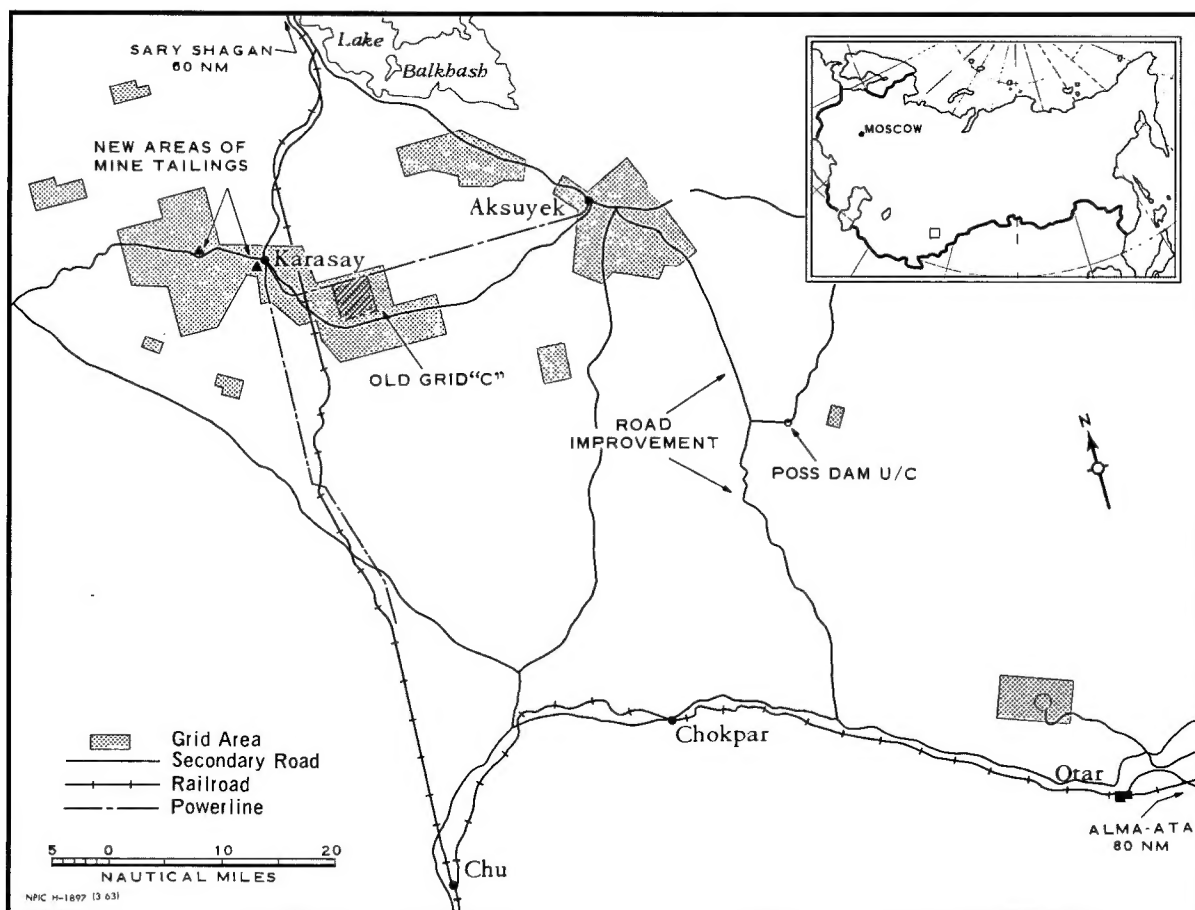 SARY SHAGAN
60 NM
Lake
Balkhash
MOSCOW
NEW AREAS OF
MINE TAILINGS
Aksuyek
Karasay
OLD GRID "C"
ROAD
IMPROVEMENT
POSS DAM U/C
N
Grid Area
Secondary Road
Railroad
Powerline
Chokpar
Otar
ALMA-ATA
80 NM
Chu
5 0 10 20
NAUTICAL MILES
NPIC H-1897 (3 63)